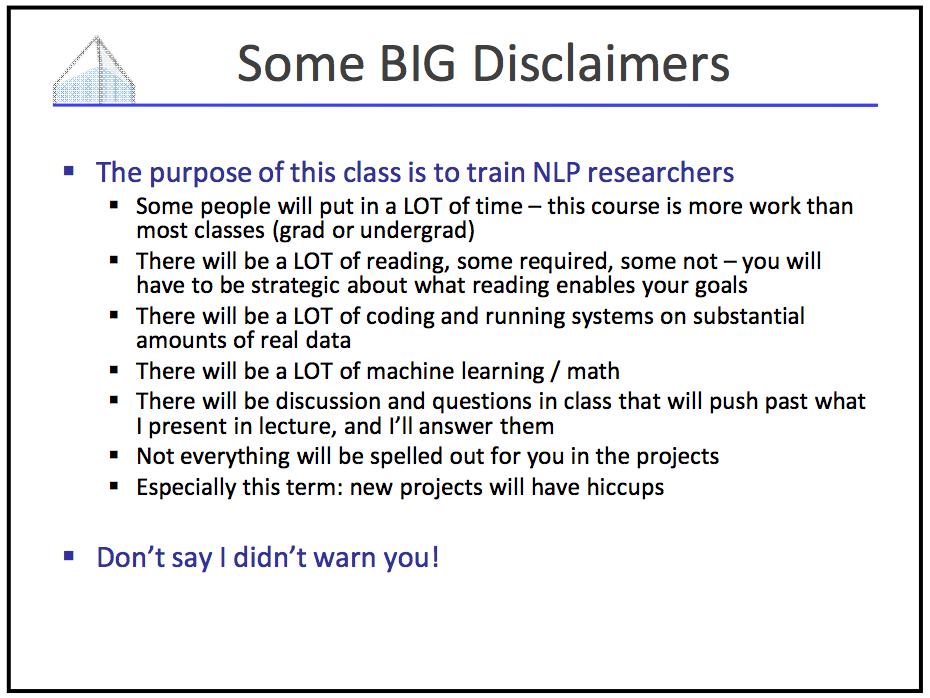 Some BIG Disclaimers
▪ The purpose of this class is to train NLP researchers
▪ Some people will put in a LOT of time – this course is more work than
most classes (grad or undergrad)
▪ There will be a LOT of reading, some required, some not – you will
have to be strategic about what reading enables your goals
▪ There will be a LOT of coding and running systems on substantial
amounts of real data
▪ There will be a LOT of machine learning / math
▪ There will be discussion and questions in class that will push past what
I present in lecture, and I’ll answer them
▪ Not everything will be spelled out for you in the projects
▪ Especially this term: new projects will have hiccups
▪ Don’t say I didn’t warn you!